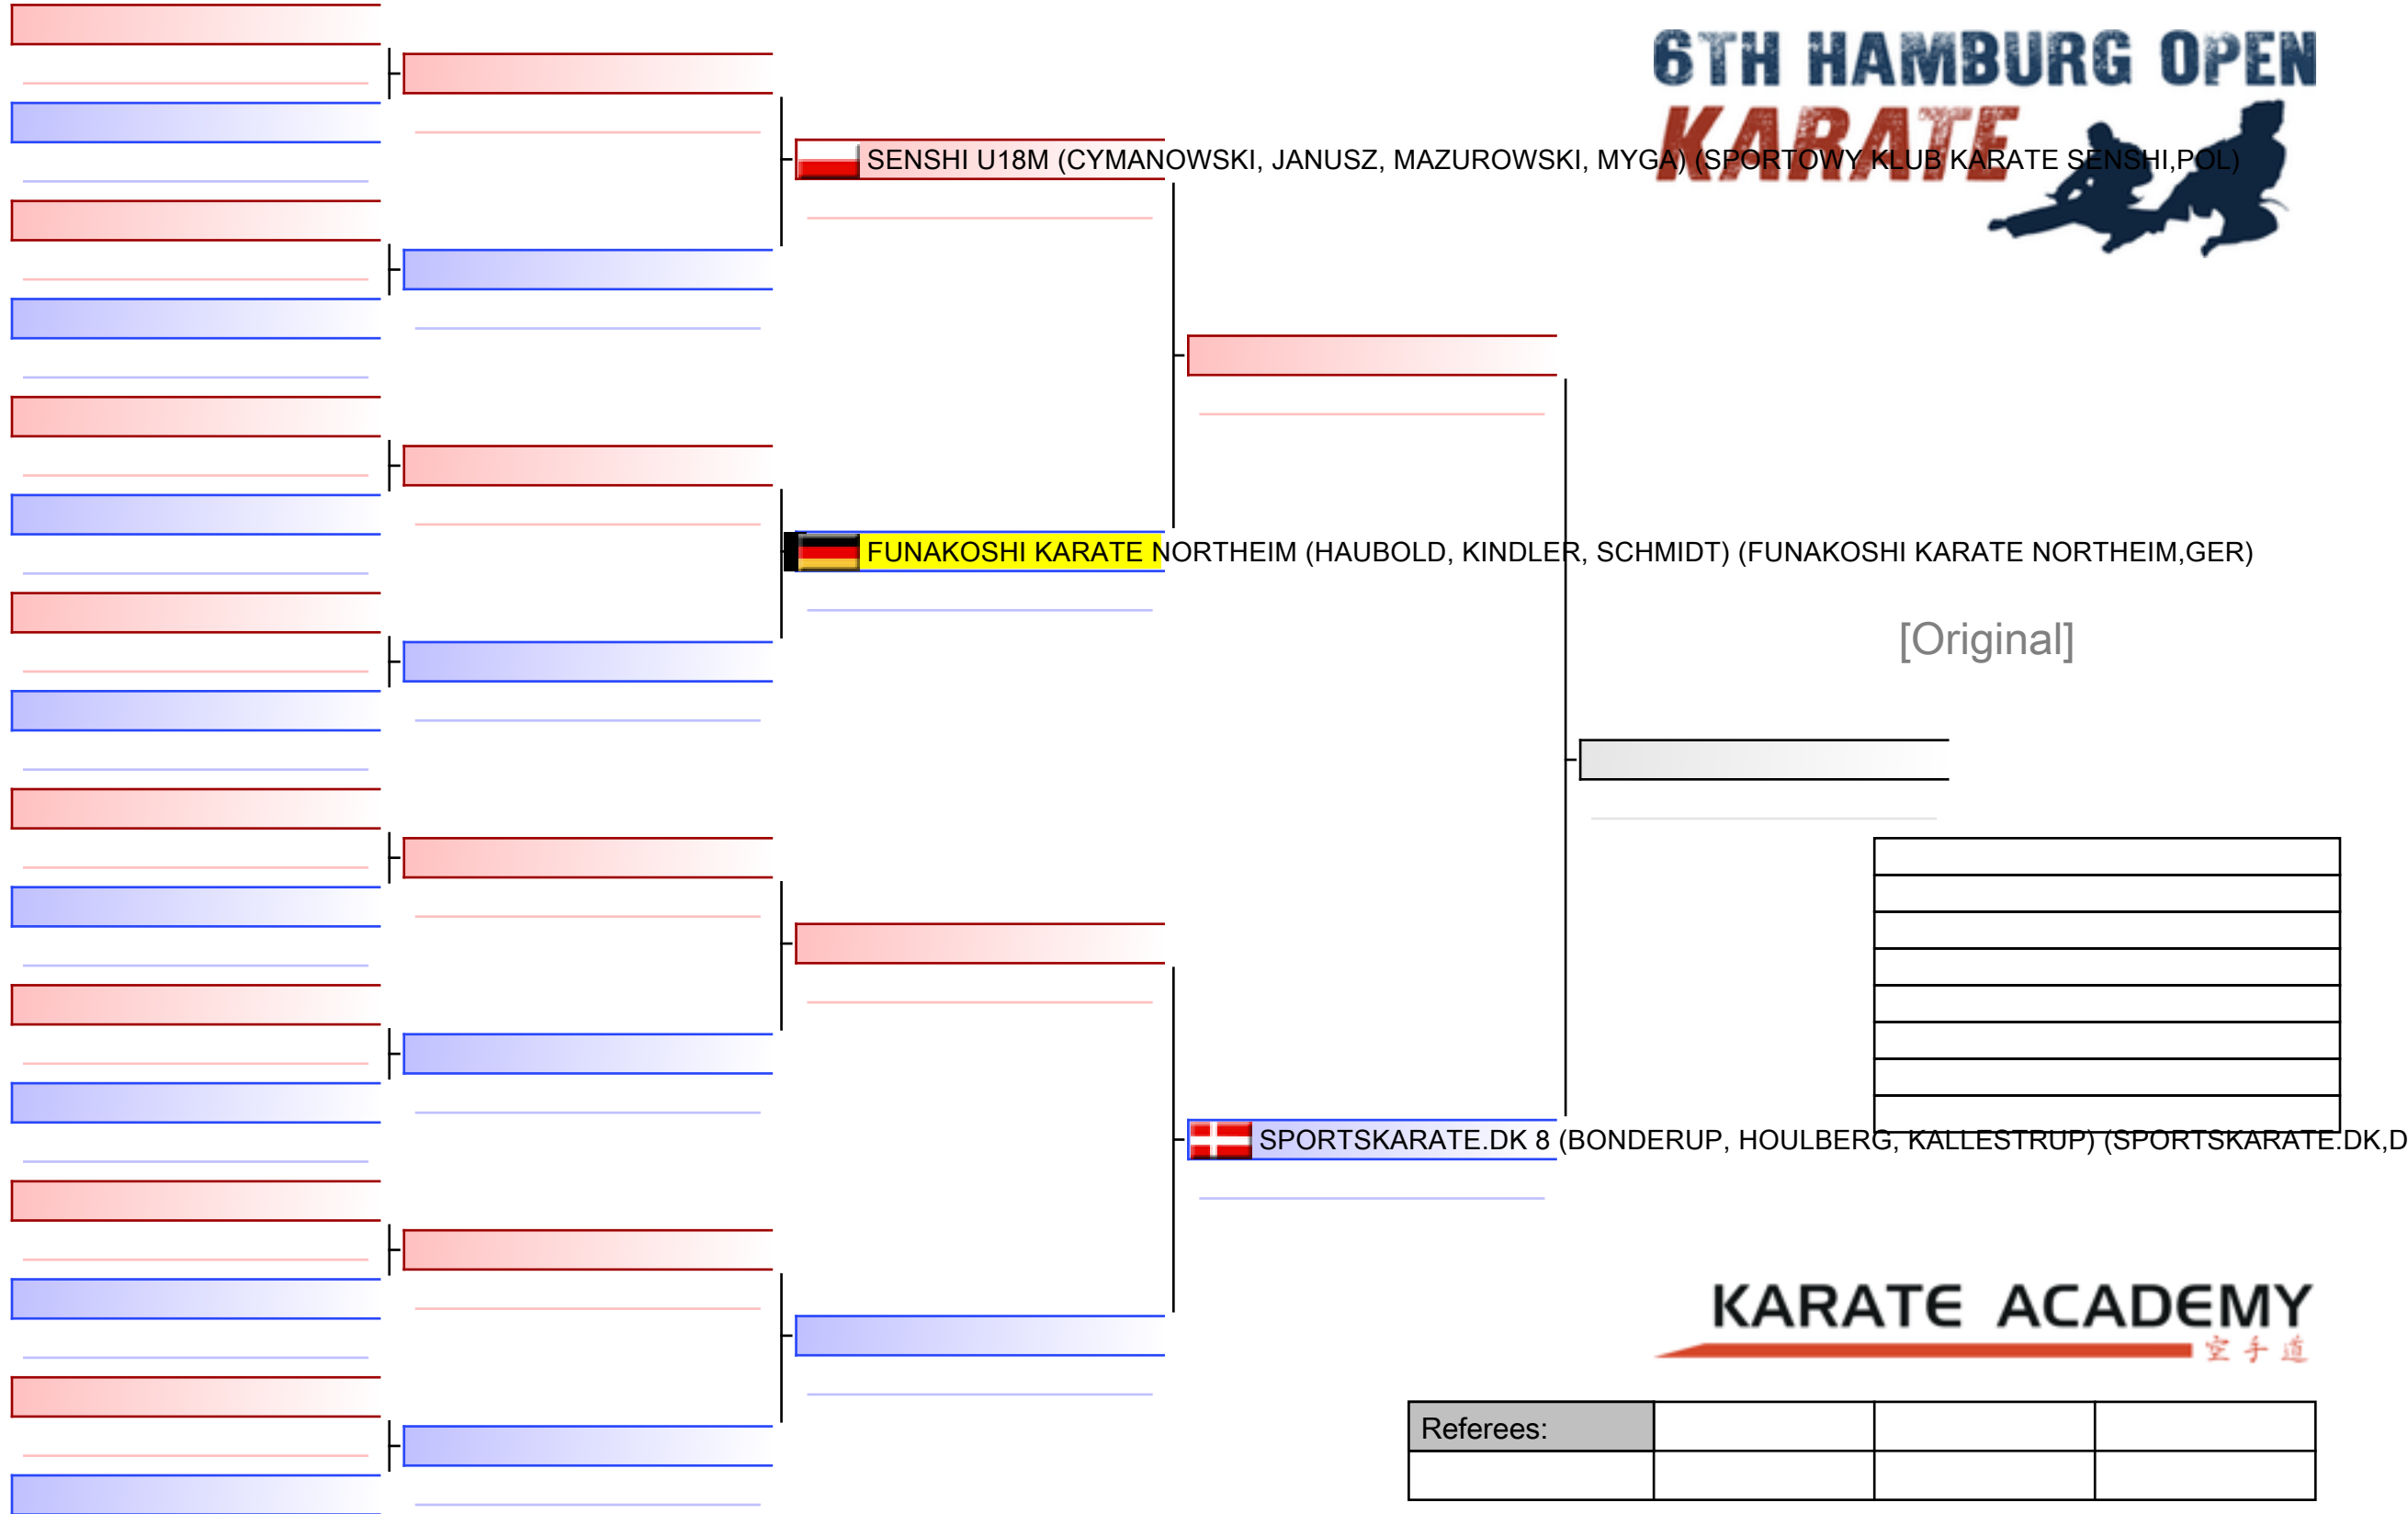 6TH HAMBURG OPEN
KARATE
SENSHI U18M (CYMANOWSKI, JANUSZ, MAZUROWSKI, MYGA) (SPORTOWY KLUB KARATE SENSHI,POL)
FUNAKOSHI KARATE NORTHEIM (HAUBOLD, KINDLER, SCHMIDT) (FUNAKOSHI KARATE NORTHEIM,GER)
[Original]
SPORTSKARATE.DK 8 (BONDERUP, HOULBERG, KALLESTRUP) (SPORTSKARATE.DK,D
KARATE ACADEMY
空手道
Referees: